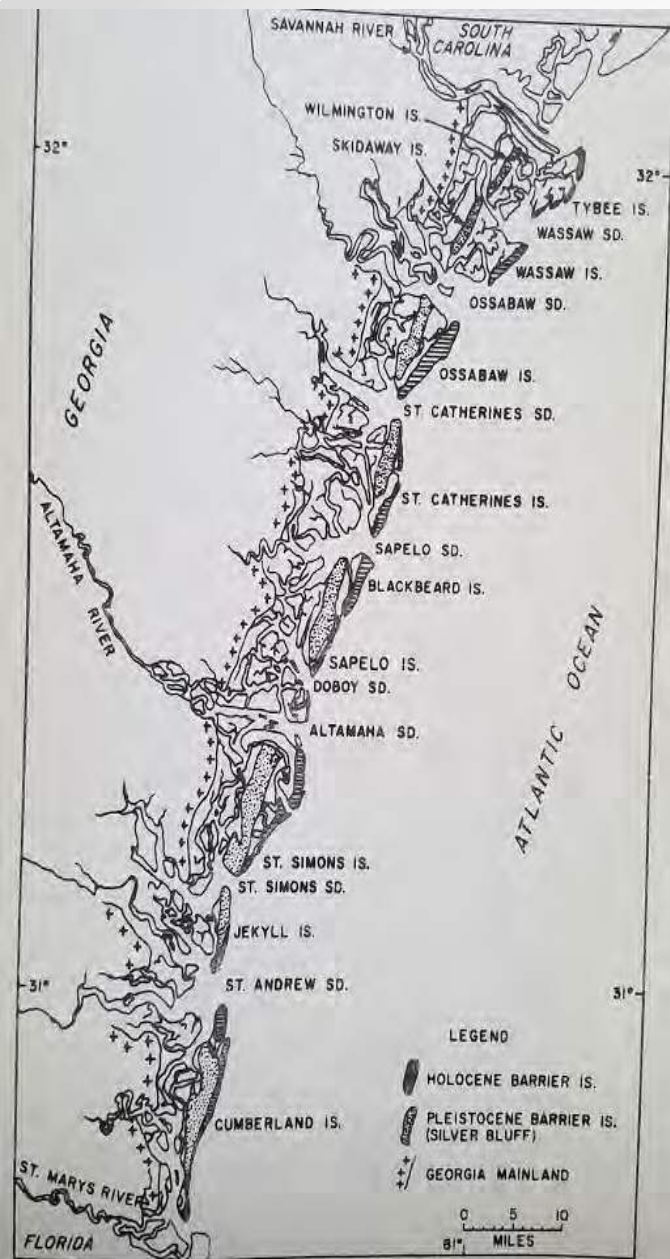 SAVANNAH RIVER
SOUTH
CAROLINA
WILMINGTON IS.
SKIDAWAY IS.
32°
32°
TYBEE IS.
WASSAW SD.
WASSAW IS.
OSSABAW SD.
GEORGIA
OSSABAW IS.
ST. CATHERINES SD.
ST. CATHERINES IS.
ALTAMAHA
RIVER
SAPELO SD.
BLACKBEARD IS.
SAPELO IS.
DOBOY SD.
ALTAMAHA SD.
ATLANTIC OCEAN
ST. SIMONS IS.
ST. SIMONS SD.
JEKYLL IS.
31°
ST. ANDREW SD.
31°
LEGEND
HOLOCENE BARRIER IS.
PLEISTOCENE BARRIER IS.
(SILVER BLUFF)
GEORGIA MAINLAND
CUMBERLAND IS.
ST. MARYS RIVER
FLORIDA
0 5 10
MILES
81°